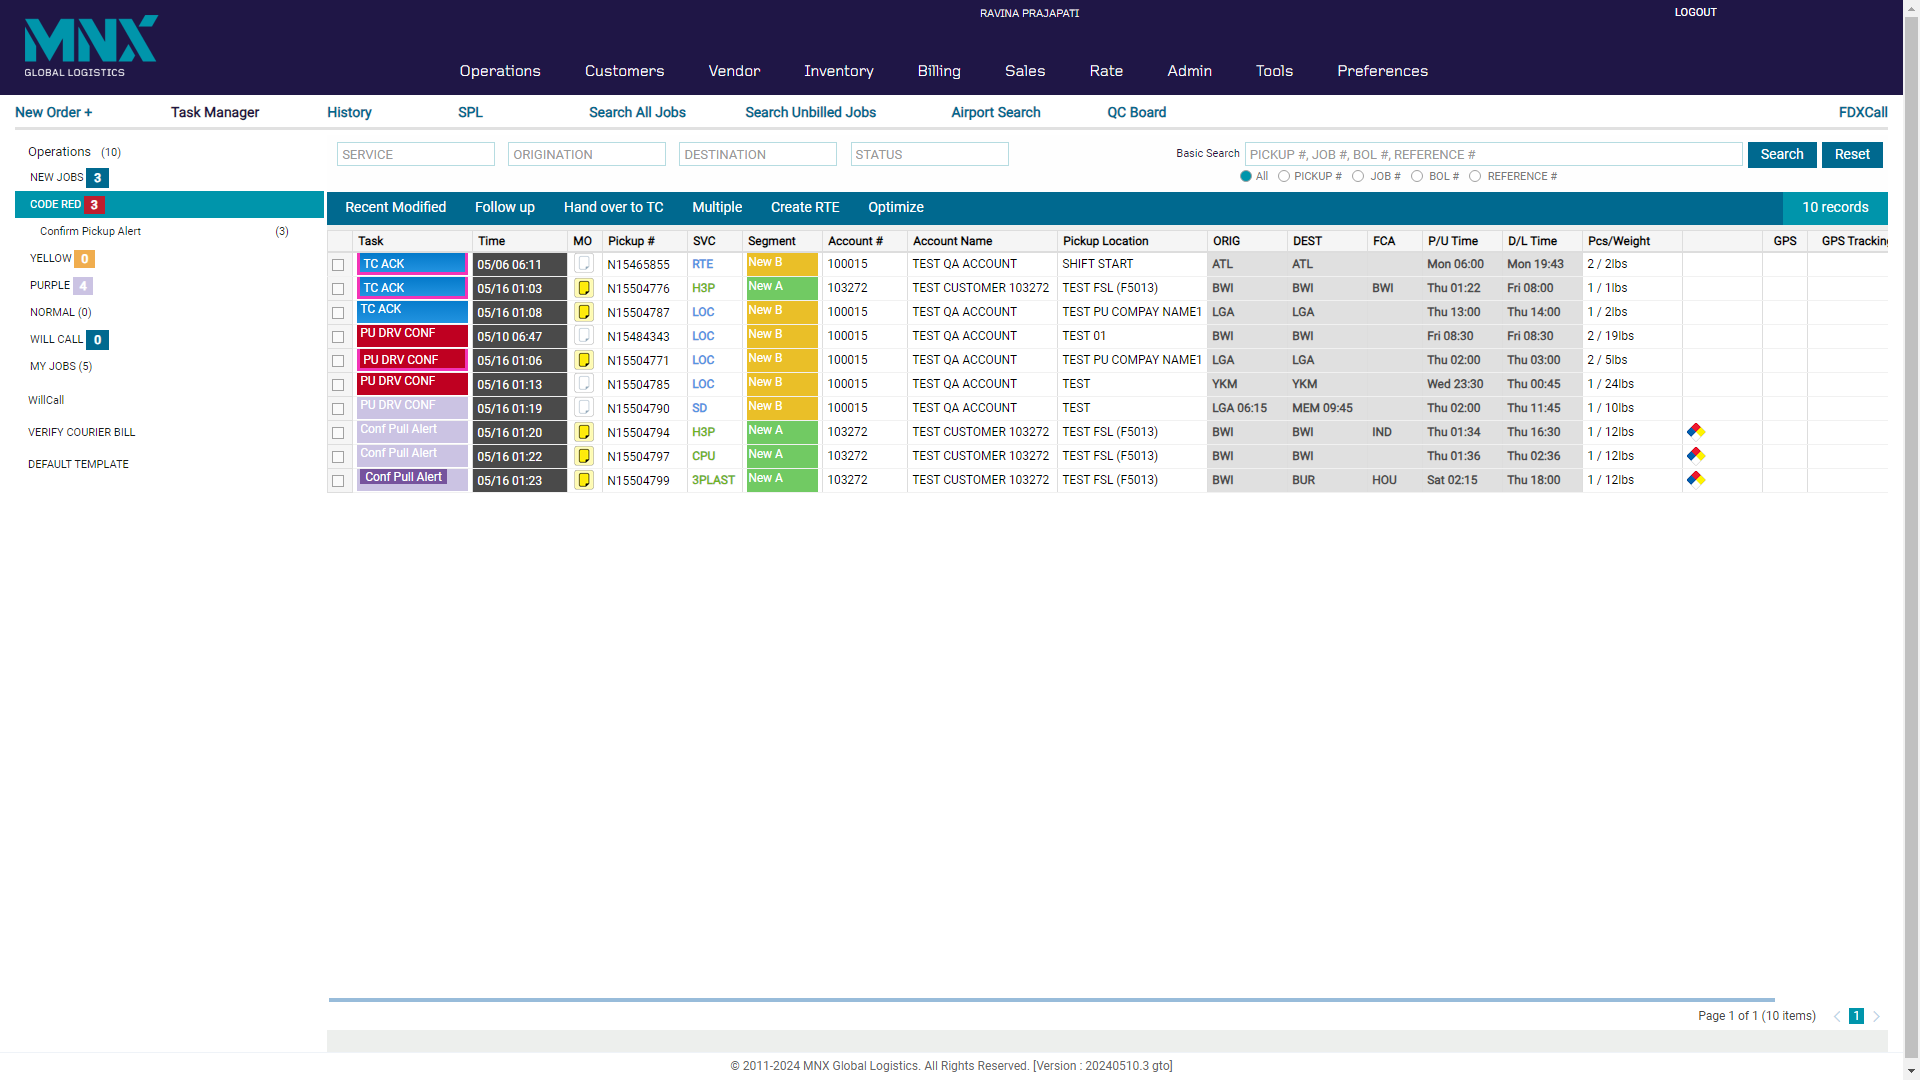 MNX
GLOBAL LOGISTICS
RAVINA PRAJAPATI
LOGOUT
Operations Customers Vendor Inventory Billing Sales Rate Admin Tools Preferences
New Order + Task Manager History SPL Search All Jobs Search Unbilled Jobs Airport Search QC Board FDXCall
Operations (10)
NEW JOBS 3
CODE RED 3
Confirm Pickup Alert (3)
YELLOW 0
PURPLE 4
NORMAL (0)
WILL CALL 0
MY JOBS (5)
WillCall
VERIFY COURIER BILL
DEFAULT TEMPLATE
SERVICE ORIGINATION DESTINATION STATUS Basic Search PICKUP #, JOB #, BOL #, REFERENCE # Search Reset
All PICKUP # JOB # BOL # REFERENCE #
Recent Modified Follow up Hand over to TC Multiple Create RTE Optimize 10 records
Task Time MO Pickup # SVC Segment Account # Account Name Pickup Location ORIG DEST FCA P/U Time D/L Time Pcs/Weight GPS GPS Tracking
TC ACK 05/06 06:11 N15465855 RTE New B 100015 TEST QA ACCOUNT SHIFT START ATL ATL Mon 06:00 Mon 19:43 2 / 2lbs
TC ACK 05/16 01:03 N15504776 H3P New A 103272 TEST CUSTOMER 103272 TEST FSL (F5013) BWI BWI BWI Thu 01:22 Fri 08:00 1 / 1lbs
TC ACK 05/16 01:08 N15504787 LOC New B 100015 TEST QA ACCOUNT TEST PU COMPAY NAME1 LGA LGA Thu 13:00 Thu 14:00 1 / 2lbs
PU DRV CONF 05/10 06:47 N15484343 LOC New B 100015 TEST QA ACCOUNT TEST 01 BWI BWI Fri 08:30 Fri 08:30 2 / 19lbs
PU DRV CONF 05/16 01:06 N15504771 LOC New B 100015 TEST QA ACCOUNT TEST PU COMPAY NAME1 LGA LGA Thu 02:00 Thu 03:00 2 / 5lbs
PU DRV CONF 05/16 01:13 N15504785 LOC New B 100015 TEST QA ACCOUNT TEST YKM YKM Wed 23:30 Thu 00:45 1 / 24lbs
PU DRV CONF 05/16 01:19 N15504790 SD New B 100015 TEST QA ACCOUNT TEST LGA 06:15 MEM 09:45 Thu 02:00 Thu 11:45 1 / 10lbs
Conf Pull Alert 05/16 01:20 N15504794 H3P New A 103272 TEST CUSTOMER 103272 TEST FSL (F5013) BWI BWI IND Thu 01:34 Thu 16:30 1 / 12lbs
Conf Pull Alert 05/16 01:22 N15504797 CPU New A 103272 TEST CUSTOMER 103272 TEST FSL (F5013) BWI BWI Thu 01:36 Thu 02:36 1 / 12lbs
Conf Pull Alert 05/16 01:23 N15504799 3PLAST New A 103272 TEST CUSTOMER 103272 TEST FSL (F5013) BWI BUR HOU Sat 02:15 Thu 18:00 1 / 12lbs
Page 1 of 1 (10 items) 1
© 2011-2024 MNX Global Logistics. All Rights Reserved. [Version : 20240510.3 gto]